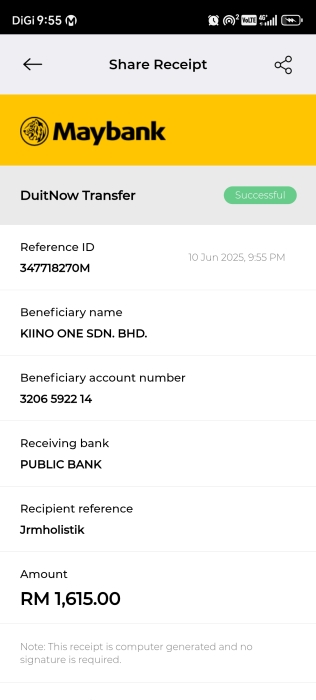 DiGi 9:55
VoLTE 4G
Share Receipt
Maybank
DuitNow Transfer
Successful
Reference ID
10 Jun 2025, 9:55 PM
347718270M
Beneficiary name
KIINO ONE SDN. BHD.
Beneficiary account number
3206 5922 14
Receiving bank
PUBLIC BANK
Recipient reference
Jrmholistik
Amount
RM 1,615.00
Note: This receipt is computer generated and no
signature is required.